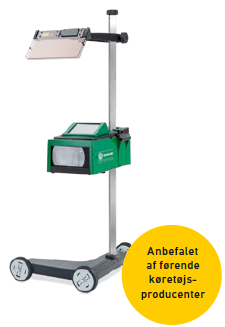 Anbefalet
af førende
køretøjs-
producenter